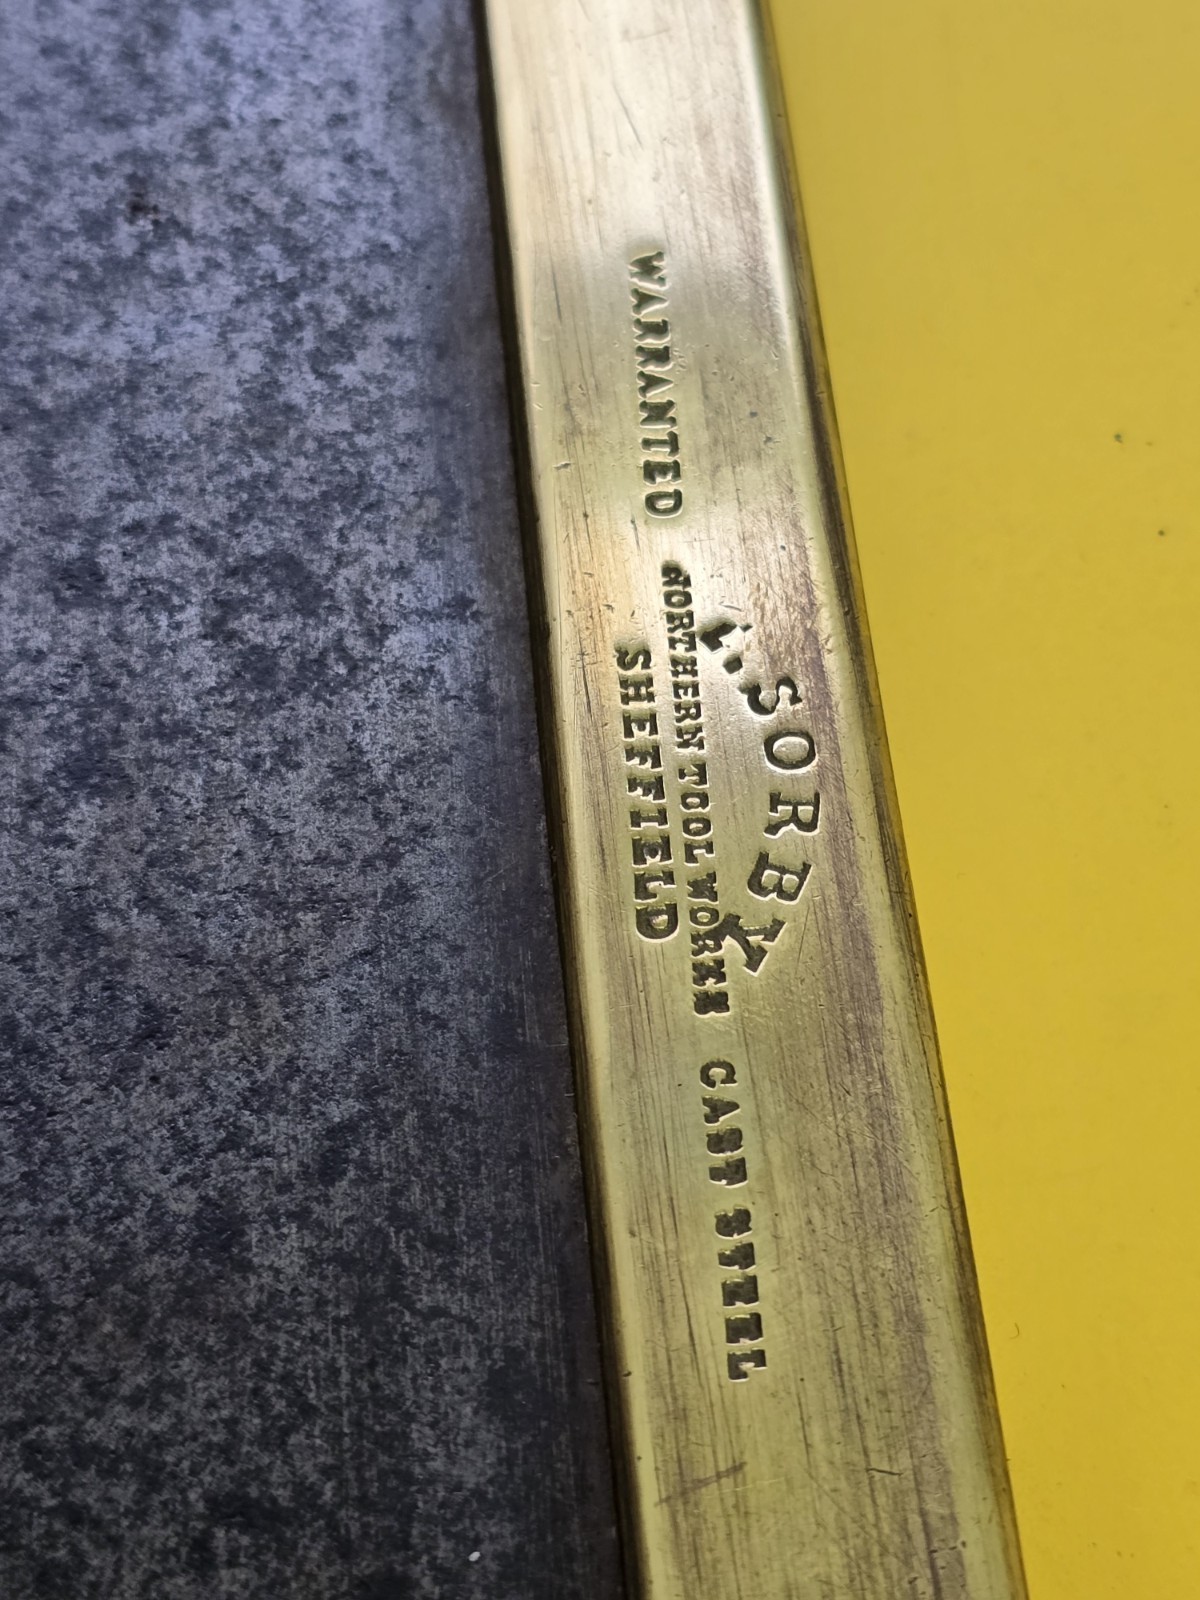 I. SORBY
WARRANTED NORTHERN TOOL WORKS CAST STEEL
SHEFFIELD